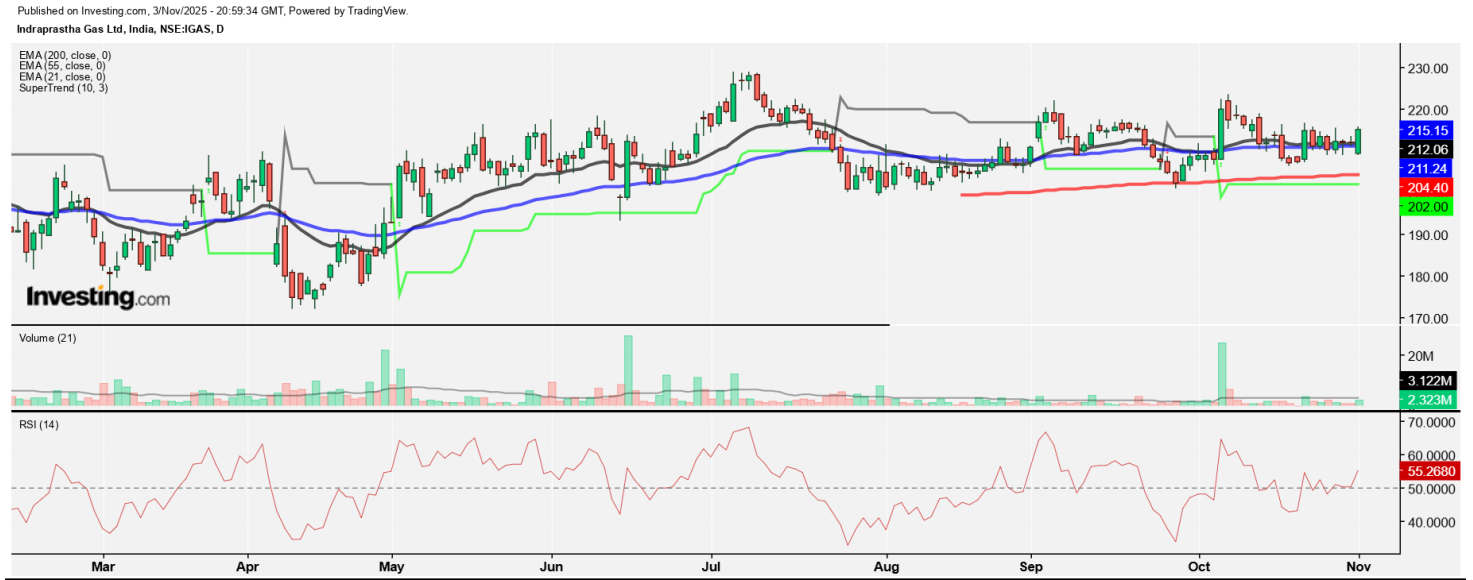 Published on Investing.com, 3/Nov/2025 - 20:59:34 GMT, Powered by TradingView.
Indraprastha Gas Ltd, India, NSE:IGAS, D
EMA (200, close, 0)
EMA (55, close, 0)
EMA (21, close, 0)
SuperTrend (10, 3)
230.00
220.00
215.15
212.06
211.24
204.40
202.00
190.00
180.00
170.00
Investing.com
Volume (21)
20M
3.122M
2.323M
RSI (14)
70.0000
60.0000
55.2680
50.0000
40.0000
Mar Apr May Jun Jul Aug Sep Oct Nov